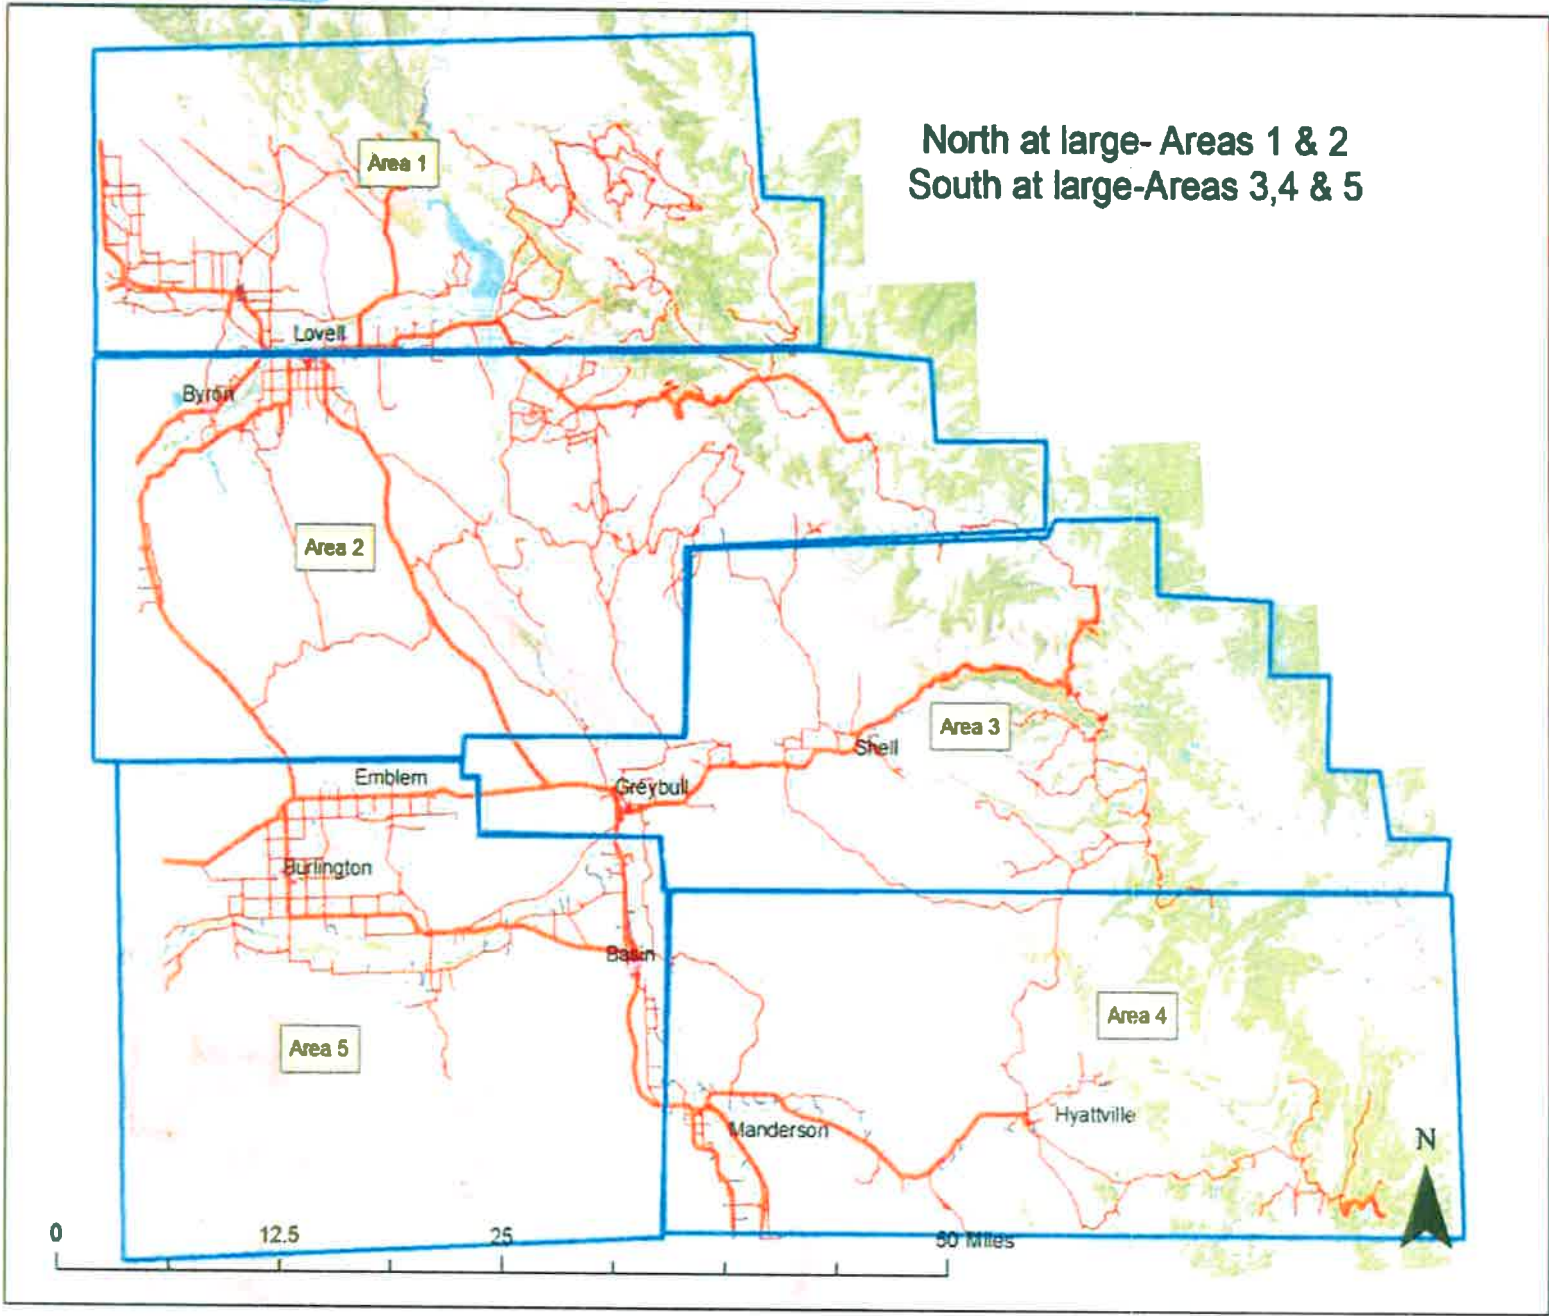 North at large- Areas 1 & 2
South at large-Areas 3,4 & 5
Area 1
Lovell
Byron
Area 2
Area 3
Shell
Emblem
Greybull
Burlington
Basin
Area 4
Area 5
Hyattville
Manderson
N
0 12.5 25 50 Miles